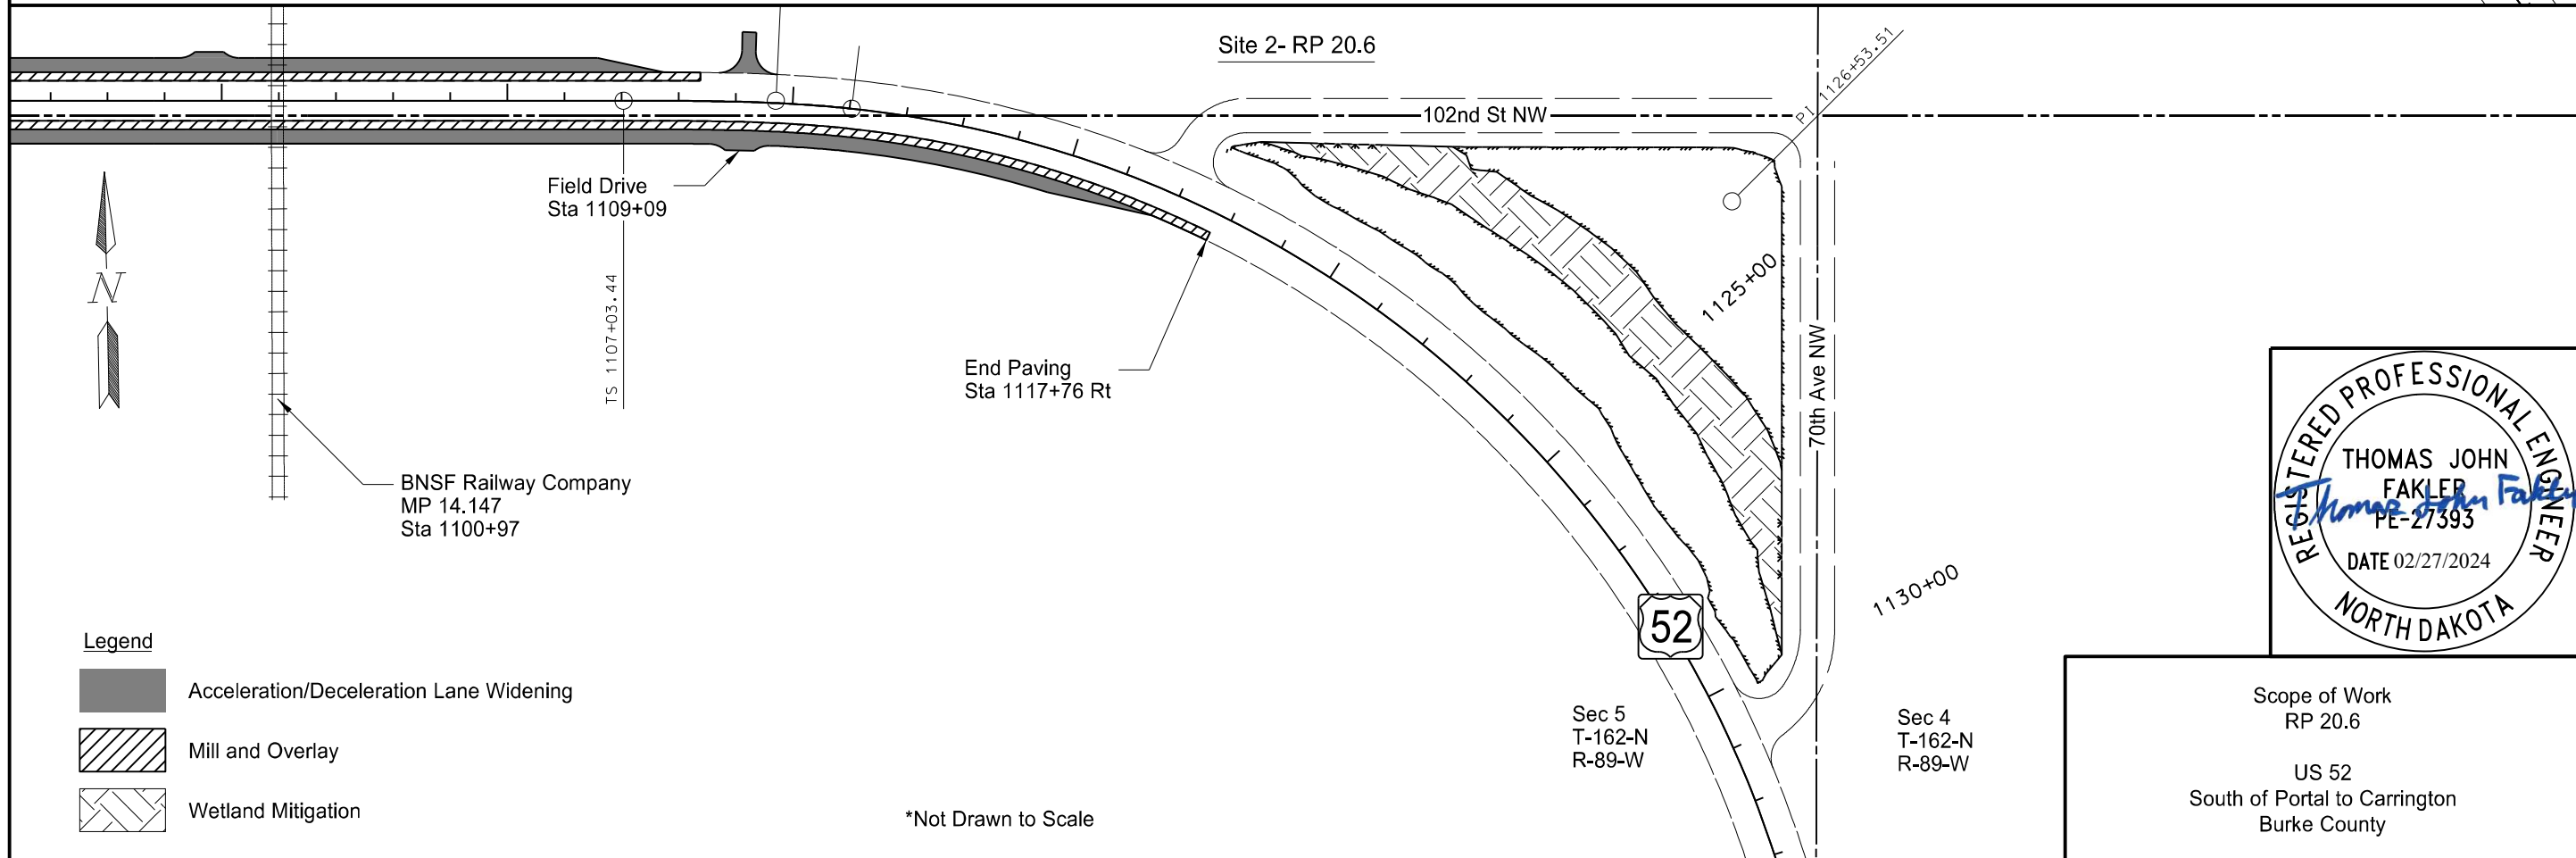 Site 2- RP 20.6
PI 1126+53.51
102nd St NW
Field Drive
Sta 1109+09
TS 1107+03.44
N
End Paving
Sta 1117+76 Rt
1125+00
70th Ave NW
BNSF Railway Company
MP 14.147
Sta 1100+97
1130+00
52
Legend
Acceleration/Deceleration Lane Widening
Mill and Overlay
Wetland Mitigation
*Not Drawn to Scale
Sec 5
T-162-N
R-89-W
Sec 4
T-162-N
R-89-W
REGISTERED PROFESSIONAL ENGINEER
THOMAS JOHN
FAKLER
Thomas John Fakler
PE-27393
DATE 02/27/2024
NORTH DAKOTA
Scope of Work
RP 20.6
US 52
South of Portal to Carrington
Burke County